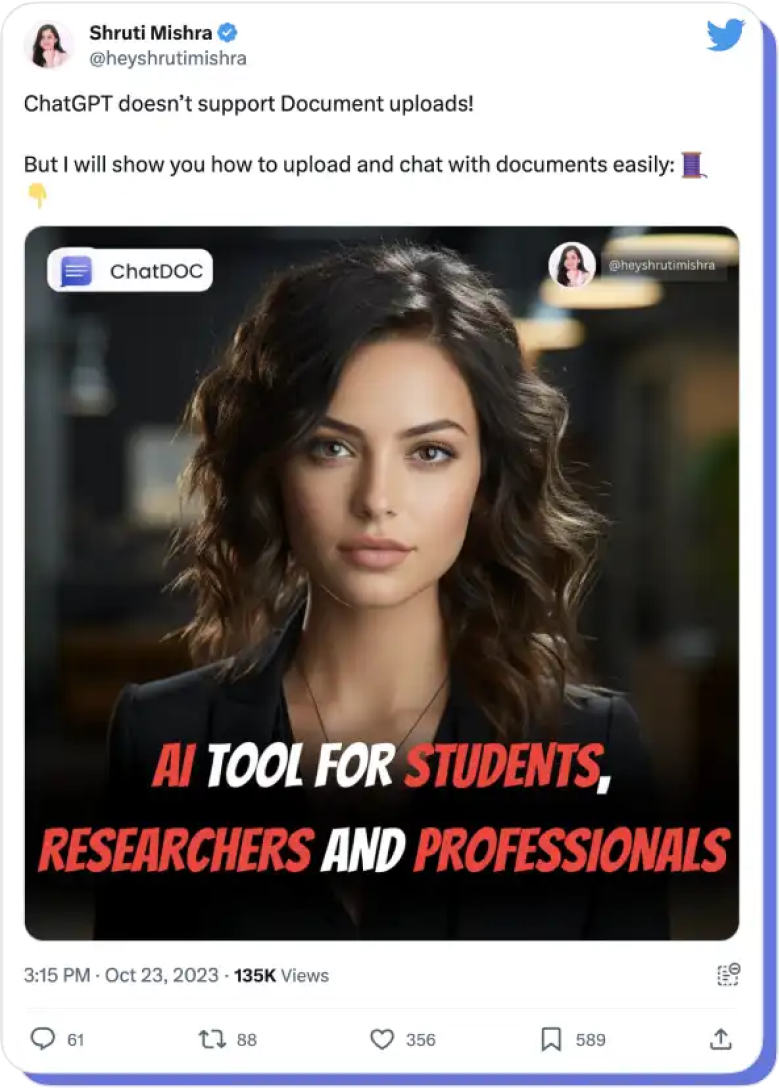 Shruti Mishra
@heyshrutimishra
ChatGPT doesn’t support Document uploads!
But I will show you how to upload and chat with documents easily: 🧵
👇
ChatDOC
@heyshrutimishra
AI TOOL FOR STUDENTS,
RESEARCHERS AND PROFESSIONALS
3:15 PM · Oct 23, 2023 · 135K Views
61 88 356 589